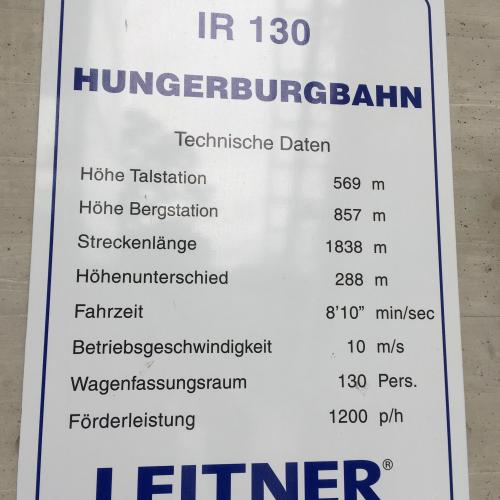 IR 130
HUNGERBURGBAHN
Technische Daten
Höhe Talstation 569 m
Höhe Bergstation 857 m
Streckenlänge 1838 m
Höhenunterschied 288 m
Fahrzeit 8'10" min/sec
Betriebsgeschwindigkeit 10 m/s
Wagenfassungsraum 130 Pers.
Förderleistung 1200 p/h
LEITNER®